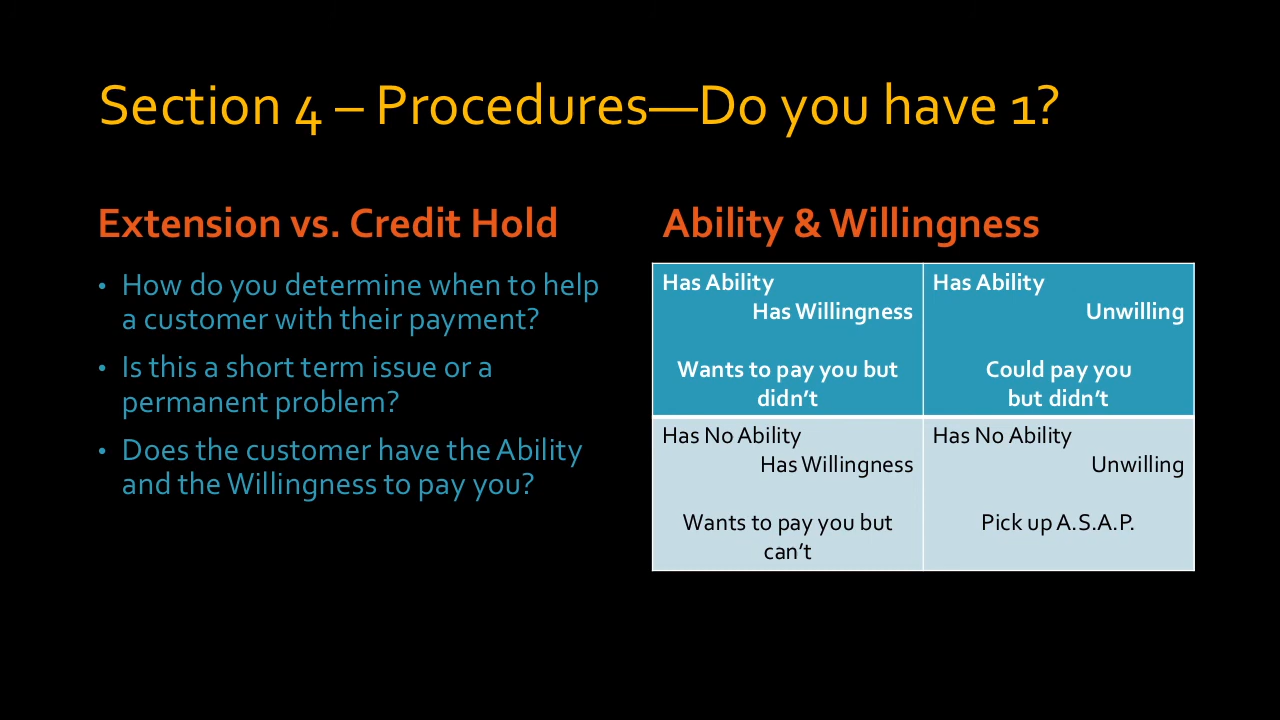 Section 4 – Procedures—Do you have 1?
Extension vs. Credit Hold
• How do you determine when to help
a customer with their payment?
• Is this a short term issue or a
permanent problem?
• Does the customer have the Ability
and the Willingness to pay you?
Ability & Willingness
Has Ability
Has Willingness
Wants to pay you but
didn’t
Has Ability
Unwilling
Could pay you
but didn’t
Has No Ability
Has Willingness
Wants to pay you but
can’t
Has No Ability
Unwilling
Pick up A.S.A.P.